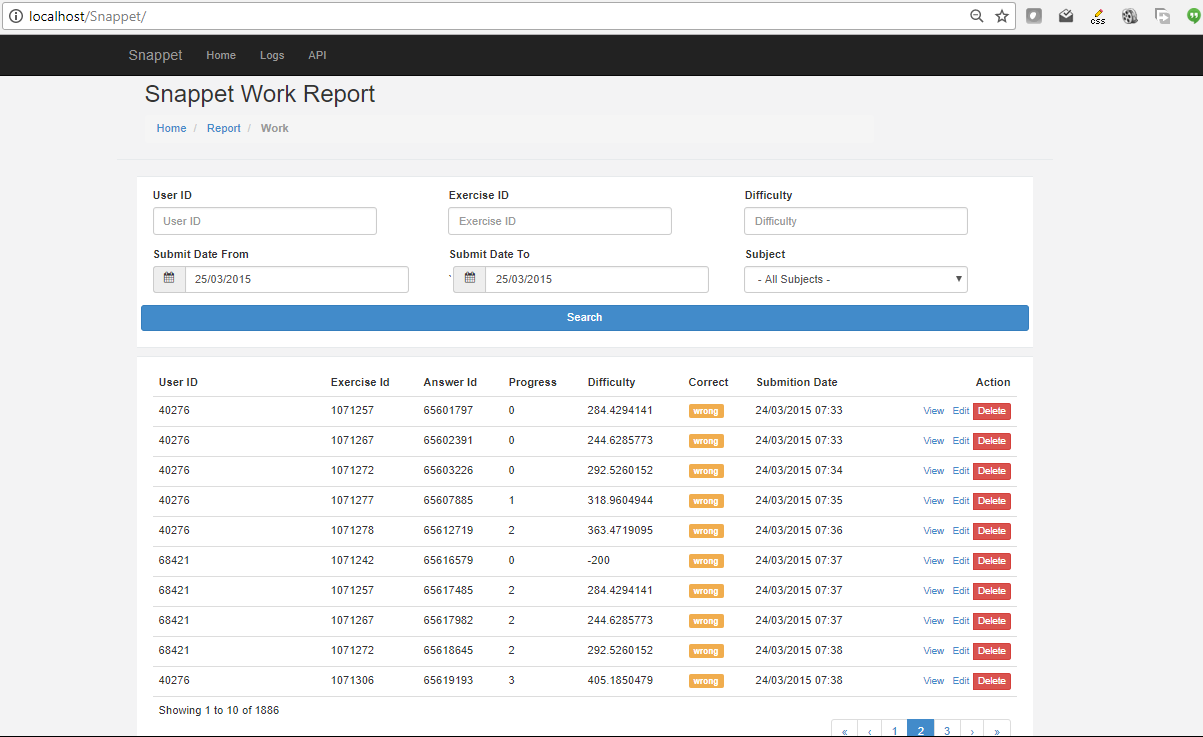 localhost/Snappet/
css
Snappet Home Logs API
Snappet Work Report
Home / Report / Work
User ID Exercise ID Difficulty
User ID Exercise ID Difficulty
Submit Date From Submit Date To Subject
25/03/2015 ` 25/03/2015 - All Subjects -
Search
User ID Exercise Id Answer Id Progress Difficulty Correct Submition Date Action
40276 1071257 65601797 0 284.4294141 wrong 24/03/2015 07:33 View Edit Delete
40276 1071267 65602391 0 244.6285773 wrong 24/03/2015 07:33 View Edit Delete
40276 1071272 65603226 0 292.5260152 wrong 24/03/2015 07:34 View Edit Delete
40276 1071277 65607885 1 318.9604944 wrong 24/03/2015 07:35 View Edit Delete
40276 1071278 65612719 2 363.4719095 wrong 24/03/2015 07:36 View Edit Delete
68421 1071242 65616579 0 -200 wrong 24/03/2015 07:37 View Edit Delete
68421 1071257 65617485 2 284.4294141 wrong 24/03/2015 07:37 View Edit Delete
68421 1071267 65617982 2 244.6285773 wrong 24/03/2015 07:37 View Edit Delete
68421 1071272 65618645 2 292.5260152 wrong 24/03/2015 07:38 View Edit Delete
40276 1071306 65619193 3 405.1850479 wrong 24/03/2015 07:38 View Edit Delete
Showing 1 to 10 of 1886
« ‹ 1 2 3 › »